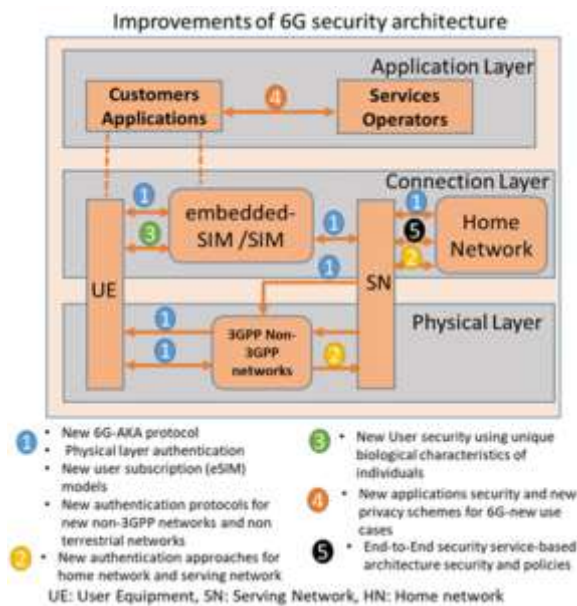 Improvements of 6G security architecture
Application Layer
Customers
Applications
4
Services
Operators
Connection Layer
1
embedded-
SIM /SIM
3
1
1
5
2
Home
Network
UE
SN
1
Physical Layer
1
1
3GPP Non-
3GPP
networks
2
1
• New 6G-AKA protocol
• Physical layer authentication
• New user subscription (eSIM)
models
• New authentication protocols for
new non-3GPP networks and non
terrestrial networks
2
• New authentication approaches for
home network and serving network
3
• New User security using unique
biological characteristics of
individuals
4
• New applications security and new
privacy schemes for 6G-new use
cases
5
• End-to-End security service-based
architecture security and policies
UE: User Equipment, SN: Serving Network, HN: Home network